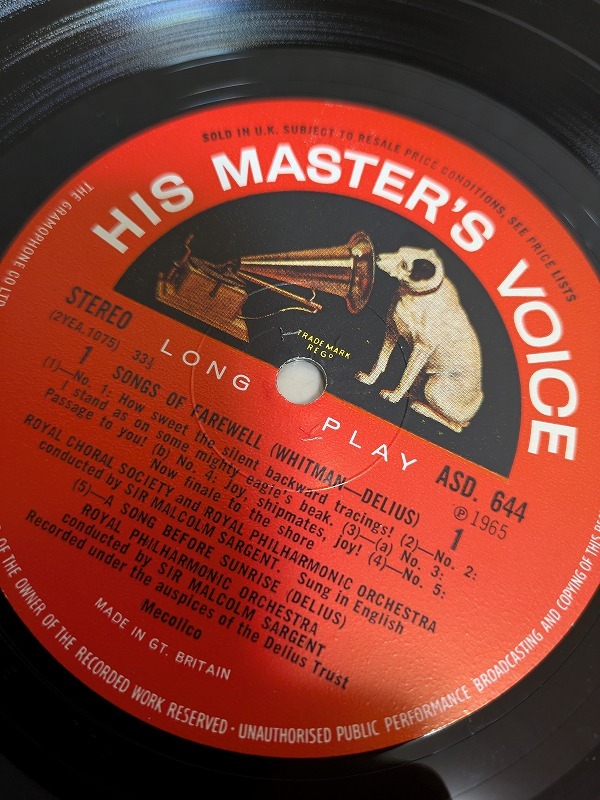 SOLD IN U.K. SUBJECT TO RESALE PRICE CONDITIONS, SEE PRICE LISTS
HIS MASTER'S VOICE
THE GRAMOPHONE CO. LTD.
TRADE MARK
REGD
STEREO
(2YEA.1075) 33⅓
LONG PLAY
ASD. 644
℗1965
1
1 SONGS OF FAREWELL (WHITMAN—DELIUS)
(1)—No. 1: How sweet the silent backward tracings! (2)—No. 2:
I stand as on some mighty eagle's beak. (3)—(a) No. 3:
Passage to you! (b) No. 4: Joy, shipmates, joy! (4)—No. 5:
Now finale to the shore
ROYAL CHORAL SOCIETY and ROYAL PHILHARMONIC ORCHESTRA
conducted by SIR MALCOLM SARGENT. Sung in English
(5)—A SONG BEFORE SUNRISE (DELIUS)
ROYAL PHILHARMONIC ORCHESTRA
conducted by SIR MALCOLM SARGENT
Recorded under the auspices of the Delius Trust
Mecolico
MADE IN GT. BRITAIN
OF THE OWNER OF THE RECORDED WORK RESERVED · UNAUTHORISED PUBLIC PERFORMANCE BROADCASTING AND COPYING OF THIS